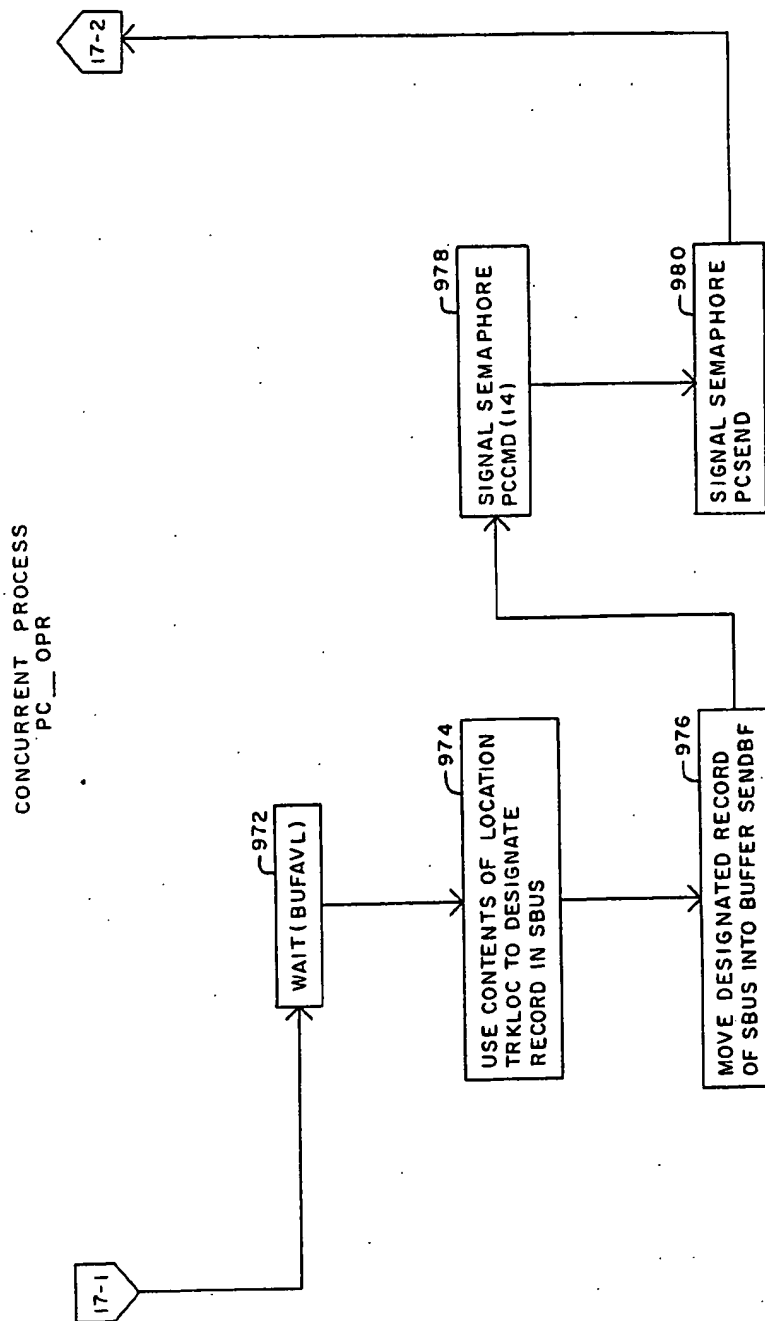 CONCURRENT PROCESS
PC__OPR
17-1
972
WAIT(BUFAVL)
974
USE CONTENTS OF LOCATION
TRKLOC TO DESIGNATE
RECORD IN SBUS
976
MOVE DESIGNATED RECORD
OF SBUS INTO BUFFER SENDBF
978
SIGNAL SEMAPHORE
PCCMD(14)
980
SIGNAL SEMAPHORE
PCSEND
17-2